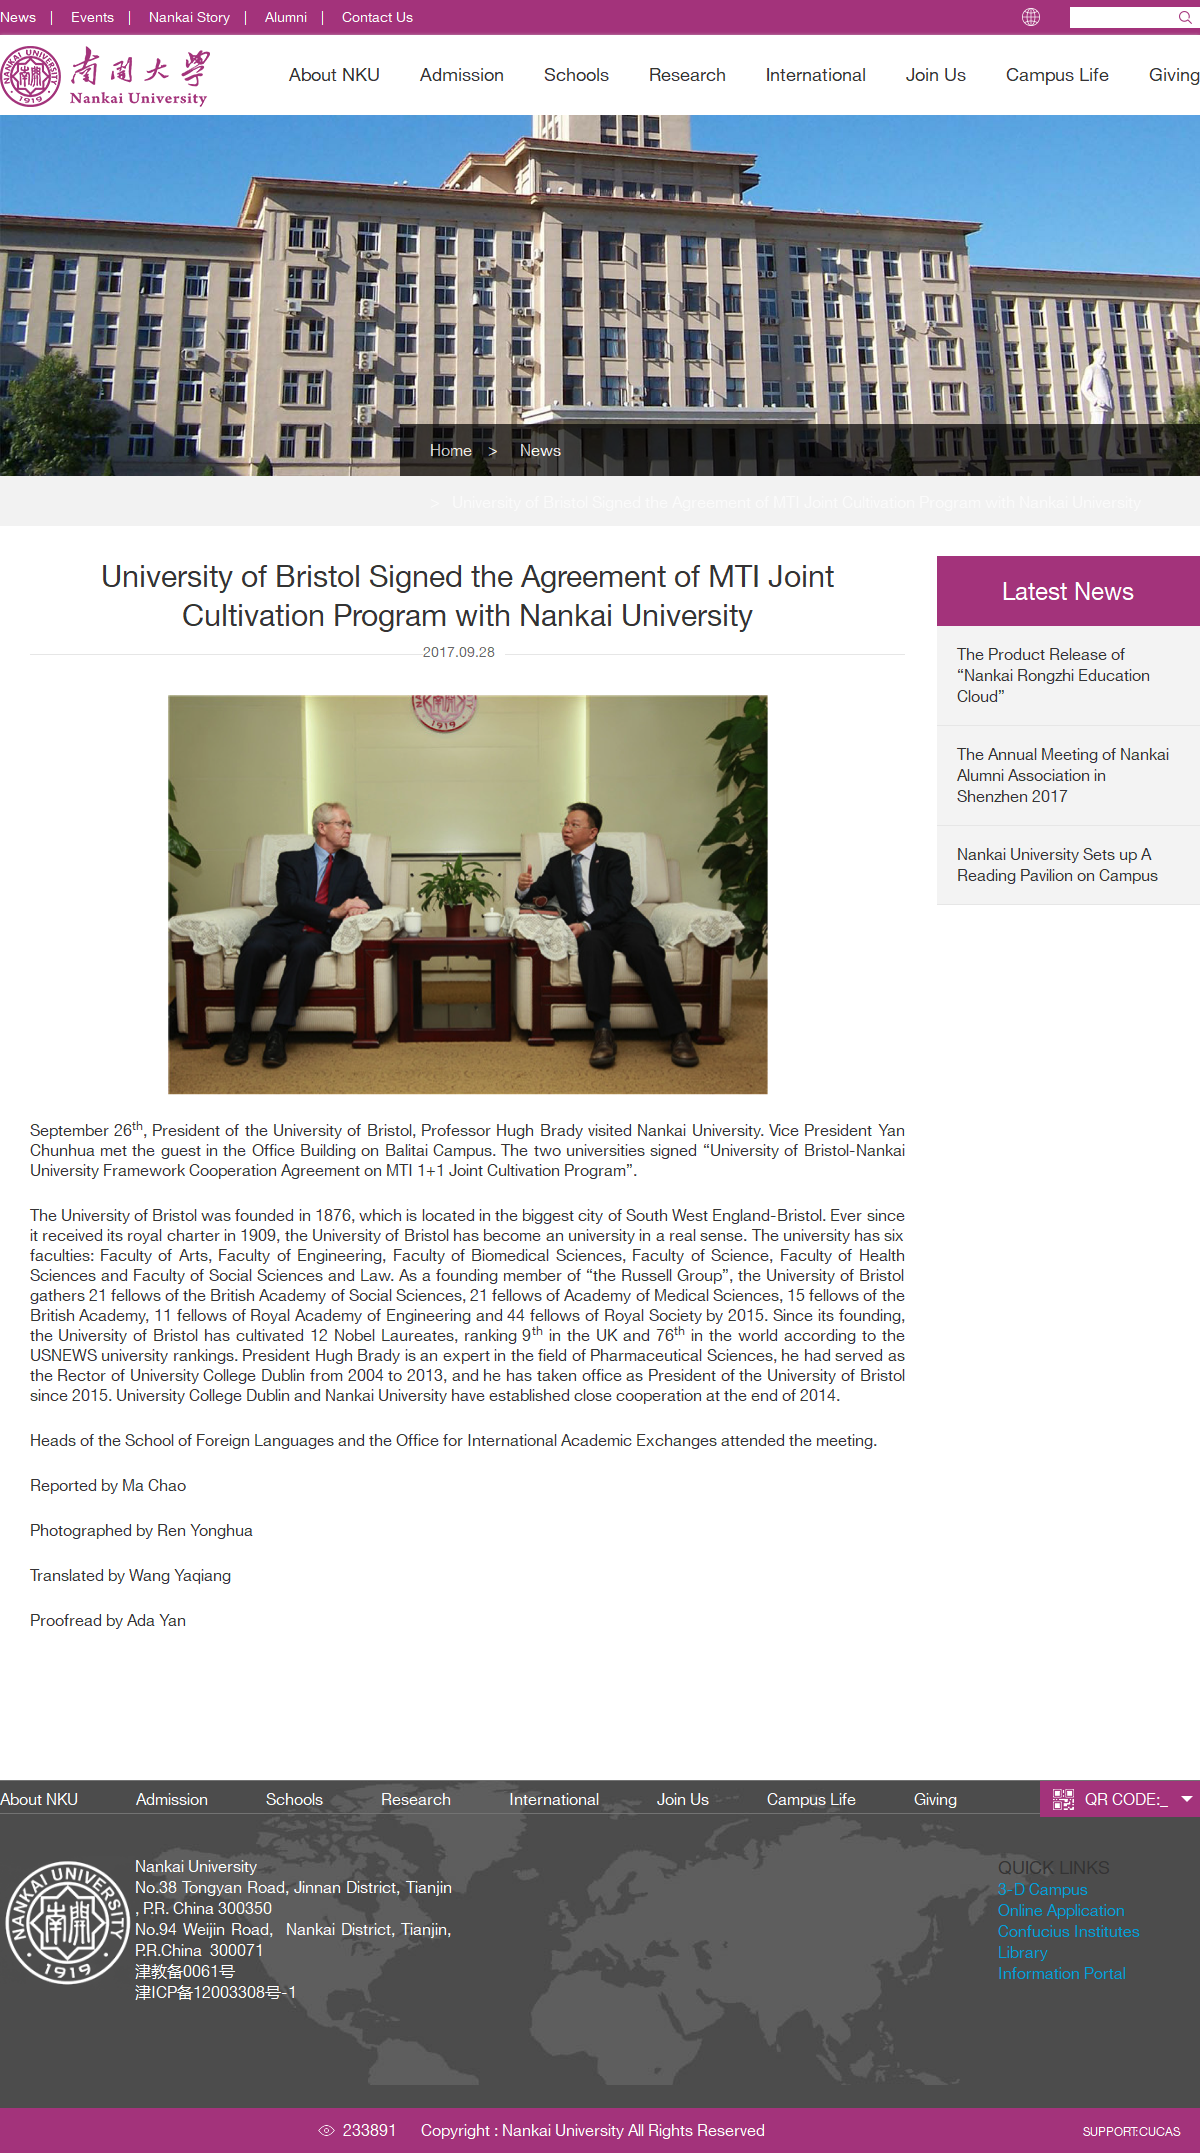 News | Events | Nankai Story | Alumni | Contact Us
NANKAI UNIVERSITY
1919
南開大學
Nankai University
About NKU Admission Schools Research International Join Us Campus Life Giving
Home > News
> University of Bristol Signed the Agreement of MTI Joint Cultivation Program with Nankai University
University of Bristol Signed the Agreement of MTI Joint
Cultivation Program with Nankai University
2017.09.28
1919
September 26th, President of the University of Bristol, Professor Hugh Brady visited Nankai University. Vice President Yan
Chunhua met the guest in the Office Building on Balitai Campus. The two universities signed “University of Bristol-Nankai
University Framework Cooperation Agreement on MTI 1+1 Joint Cultivation Program”.
The University of Bristol was founded in 1876, which is located in the biggest city of South West England-Bristol. Ever since
it received its royal charter in 1909, the University of Bristol has become an university in a real sense. The university has six
faculties: Faculty of Arts, Faculty of Engineering, Faculty of Biomedical Sciences, Faculty of Science, Faculty of Health
Sciences and Faculty of Social Sciences and Law. As a founding member of “the Russell Group”, the University of Bristol
gathers 21 fellows of the British Academy of Social Sciences, 21 fellows of Academy of Medical Sciences, 15 fellows of the
British Academy, 11 fellows of Royal Academy of Engineering and 44 fellows of Royal Society by 2015. Since its founding,
the University of Bristol has cultivated 12 Nobel Laureates, ranking 9th in the UK and 76th in the world according to the
USNEWS university rankings. President Hugh Brady is an expert in the field of Pharmaceutical Sciences, he had served as
the Rector of University College Dublin from 2004 to 2013, and he has taken office as President of the University of Bristol
since 2015. University College Dublin and Nankai University have established close cooperation at the end of 2014.
Heads of the School of Foreign Languages and the Office for International Academic Exchanges attended the meeting.
Reported by Ma Chao
Photographed by Ren Yonghua
Translated by Wang Yaqiang
Proofread by Ada Yan
Latest News
The Product Release of
“Nankai Rongzhi Education
Cloud”
The Annual Meeting of Nankai
Alumni Association in
Shenzhen 2017
Nankai University Sets up A
Reading Pavilion on Campus
About NKU Admission Schools Research International Join Us Campus Life Giving
QR CODE:_
NANKAI UNIVERSITY
南開
1919
Nankai University
No.38 Tongyan Road, Jinnan District, Tianjin
, P.R. China 300350
No.94 Weijin Road, Nankai District, Tianjin,
P.R.China 300071
津教备0061号
津ICP备12003308号-1
QUICK LINKS
3-D Campus
Online Application
Confucius Institutes
Library
Information Portal
233891 Copyright : Nankai University All Rights Reserved
SUPPORT:CUCAS